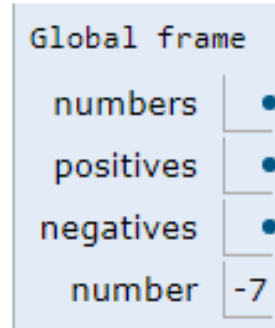 Global frame
numbers
positives
negatives
number -7